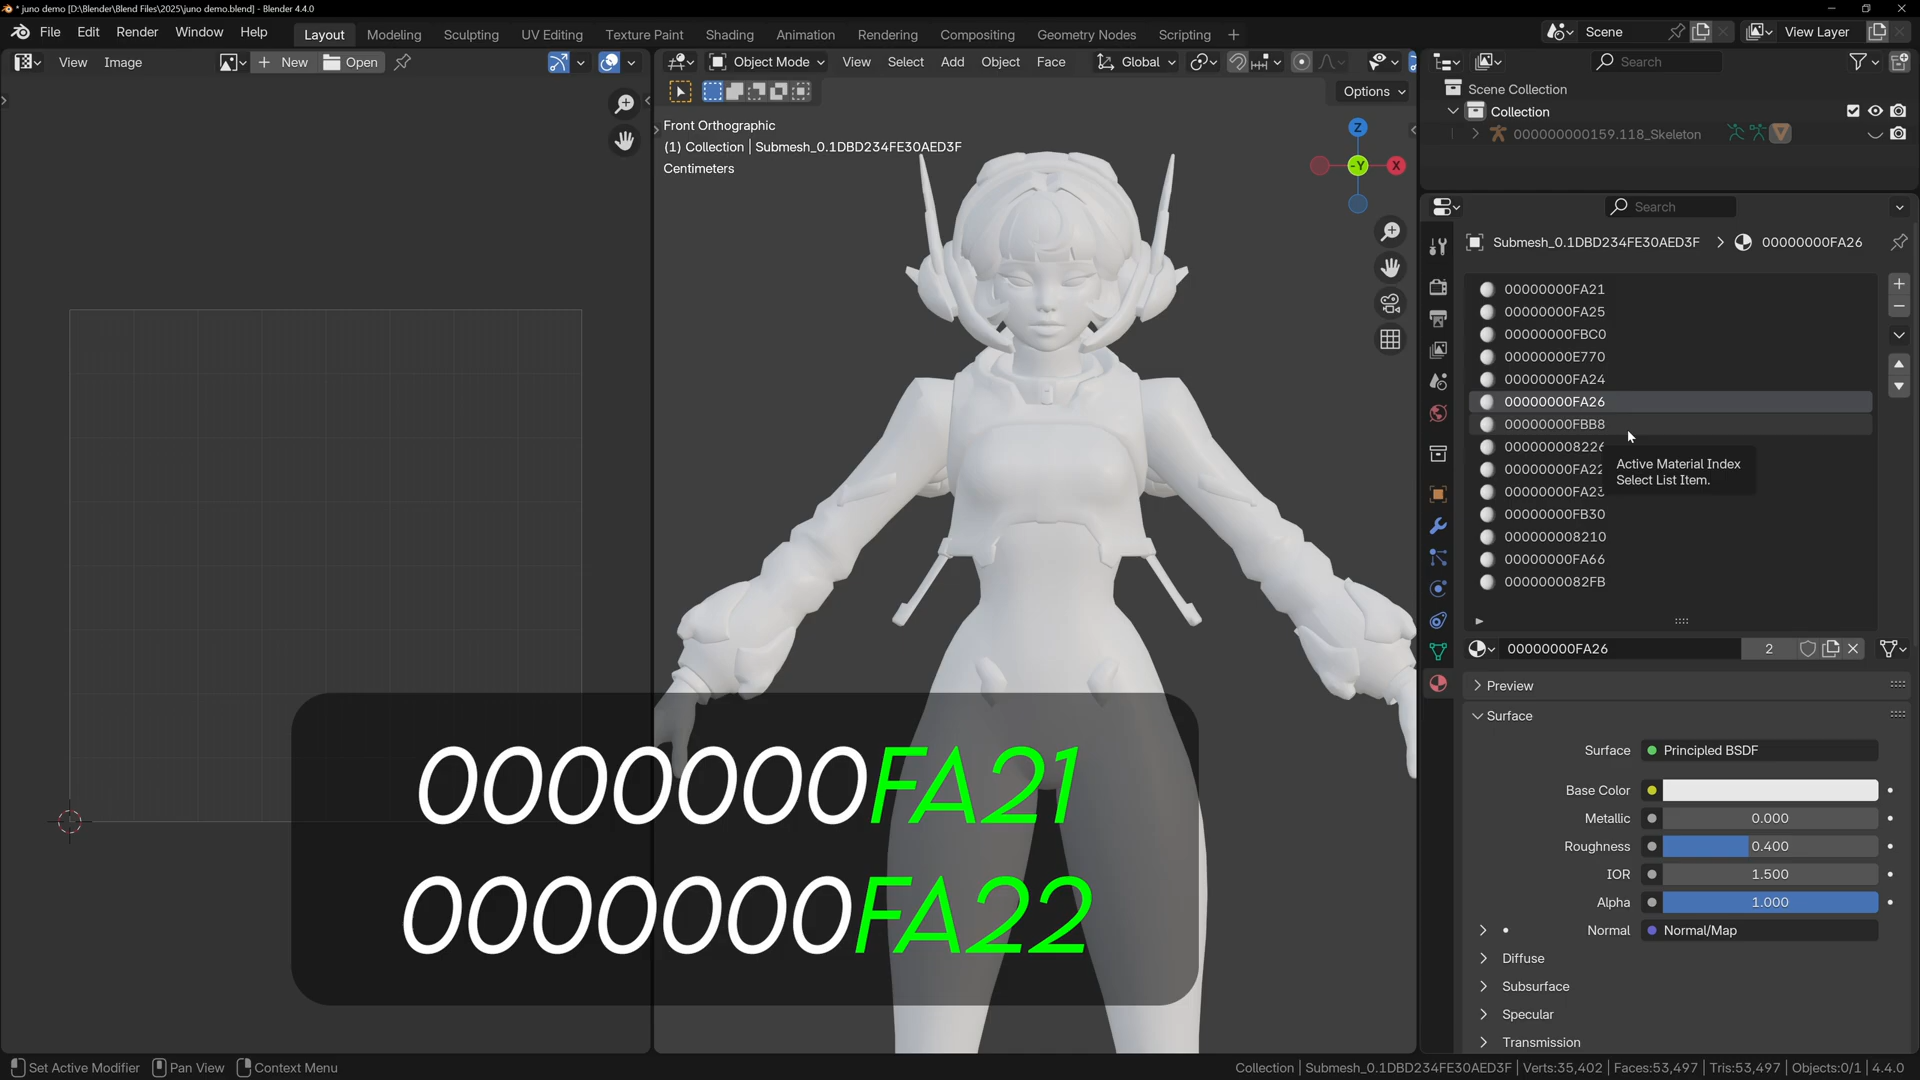 * juno demo [D:\Blender\Blend Files\2025\juno demo.blend] - Blender 4.4.0
File Edit Render Window Help
Layout Modeling Sculpting UV Editing Texture Paint Shading Animation Rendering Compositing Geometry Nodes Scripting
Scene
View Layer
View Image
New Open
Object Mode View Select Add Object Face Global
Options
Front Orthographic
(1) Collection | Submesh_0.1DBD234FE30AED3F
Centimeters
Z
-Y
X
Search
Scene Collection
Collection
000000000159.118_Skeleton
Search
Submesh_0.1DBD234FE30AED3F > 00000000FA26
00000000FA21
00000000FA25
00000000FBC0
00000000E770
00000000FA24
00000000FA26
00000000FBB8
000000008226
00000000FA22
00000000FA23
00000000FB30
000000008210
00000000FA66
0000000082FB
Active Material Index
Select List Item.
00000000FA26 2
Preview
Surface
Surface Principled BSDF
Base Color
Metallic 0.000
Roughness 0.400
IOR 1.500
Alpha 1.000
Normal Normal/Map
Diffuse
Subsurface
Specular
Transmission
0000000FA21
0000000FA22
Set Active Modifier Pan View Context Menu
Collection | Submesh_0.1DBD234FE30AED3F | Verts:35,402 | Faces:53,497 | Tris:53,497 | Objects:0/1 | 4.4.0